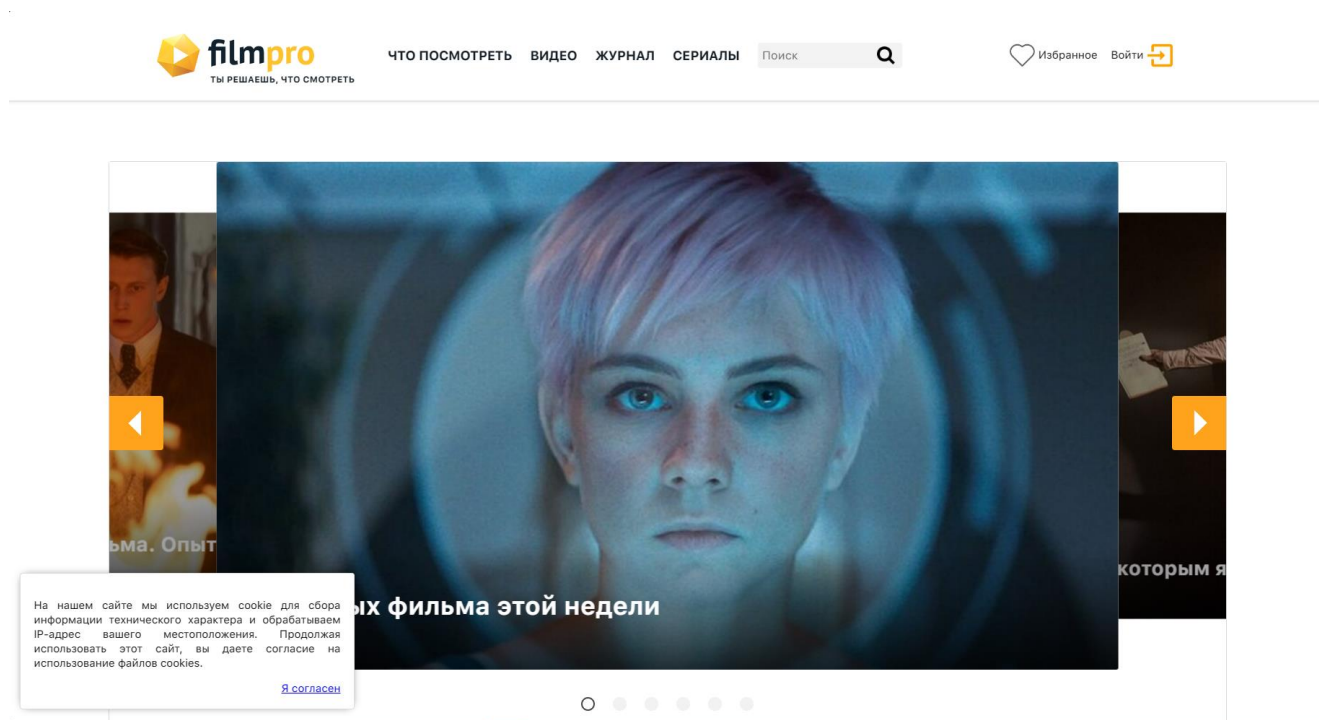 filmpro
ТЫ РЕШАЕШЬ, ЧТО СМОТРЕТЬ
ЧТО ПОСМОТРЕТЬ ВИДЕО ЖУРНАЛ СЕРИАЛЫ Поиск Избранное Войти
Опыт
которым я
фильма этой недели
На нашем сайте мы используем cookie для сбора
информации технического характера и обрабатываем
IP-адрес вашего местоположения. Продолжая
использовать этот сайт, вы даете согласие на
использование файлов cookies.
Я согласен